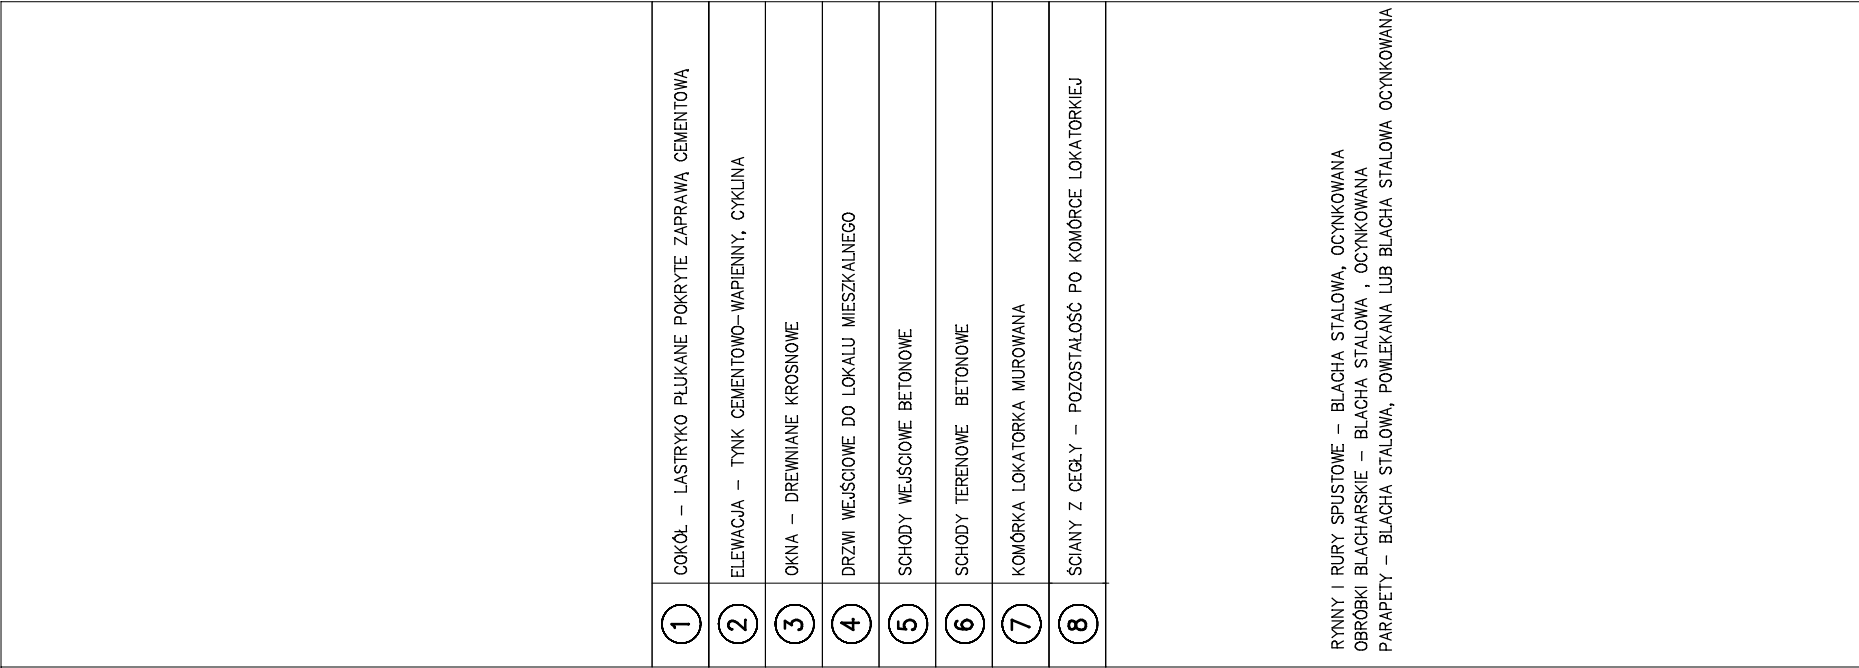 1 COKÓŁ – LASTRYKO PŁUKANE POKRYTE ZAPRAWĄ CEMENTOWĄ
2 ELEWACJA – TYNK CEMENTOWO–WAPIENNY, CYKLINA
3 OKNA – DREWNIANE KROSNOWE
4 DRZWI WEJŚCIOWE DO LOKALU MIESZKALNEGO
5 SCHODY WEJŚCIOWE BETONOWE
6 SCHODY TERENOWE BETONOWE
7 KOMÓRKA LOKATORKA MUROWANA
8 ŚCIANY Z CEGŁY – POZOSTAŁOŚĆ PO KOMÓRCE LOKATORKIEJ
RYNNY I RURY SPUSTOWE – BLACHA STALOWA, OCYNKOWANA
OBRÓBKI BLACHARSKIE – BLACHA STALOWA , OCYNKOWANA
PARAPETY – BLACHA STALOWA, POWLEKANA LUB BLACHA STALOWA OCYNKOWANA